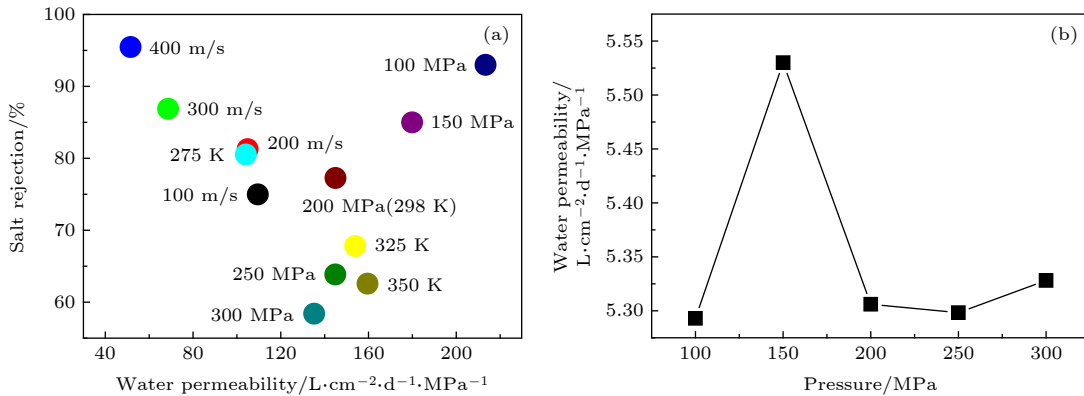 (a)
100
90
80
70
60
Salt rejection/%
400 m/s
300 m/s
200 m/s
275 K
100 m/s
100 MPa
150 MPa
200 MPa(298 K)
325 K
250 MPa
350 K
300 MPa
40 80 120 160 200
Water permeability/L·cm⁻²·d⁻¹·MPa⁻¹
(b)
5.55
5.50
5.45
5.40
5.35
5.30
Water permeability/
L·cm⁻²·d⁻¹·MPa⁻¹
100 150 200 250 300
Pressure/MPa